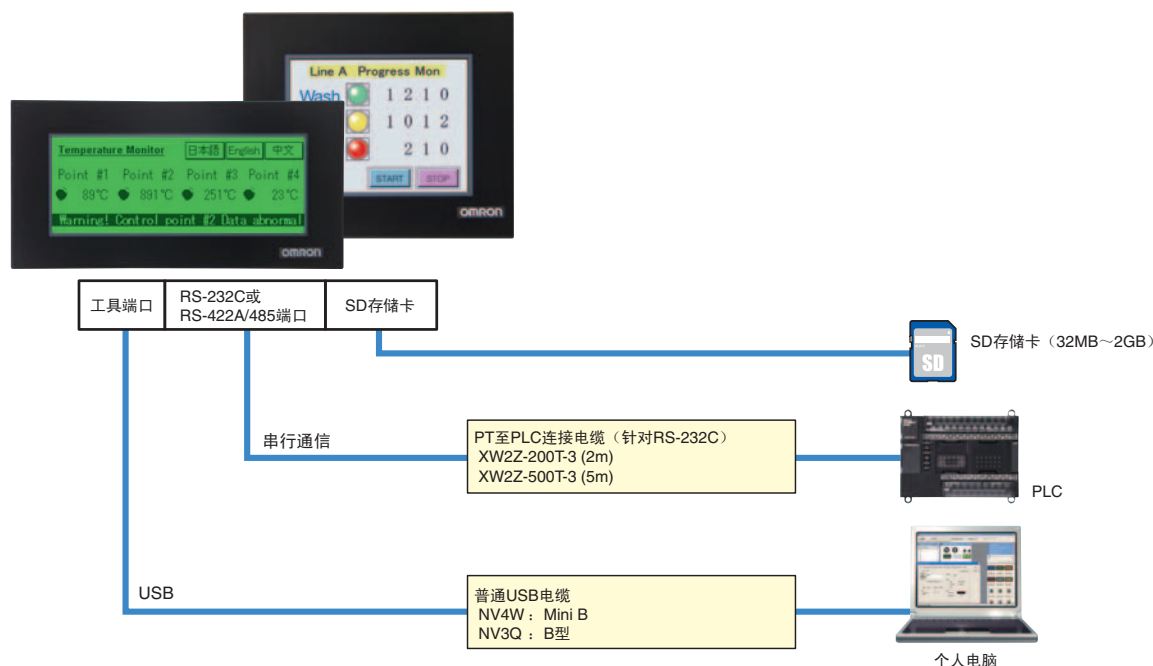 Line A Progress Mon
Wash 1 2 1 0
1 0 1 2
2 1 0
START STOP
OMRON
Temperature Monitor 日本語 English 中文
Point #1 Point #2 Point #3 Point #4
89℃ 891℃ 251℃ 23℃
Warning! Control point #2 Data abnormal
OMRON
工具端口
RS-232C或
RS-422A/485端口
SD存储卡
SD
SD存储卡（32MB～2GB）
串行通信
PT至PLC连接电缆（针对RS-232C）
XW2Z-200T-3 (2m)
XW2Z-500T-3 (5m)
PLC
USB
普通USB电缆
NV4W： Mini B
NV3Q： B型
个人电脑